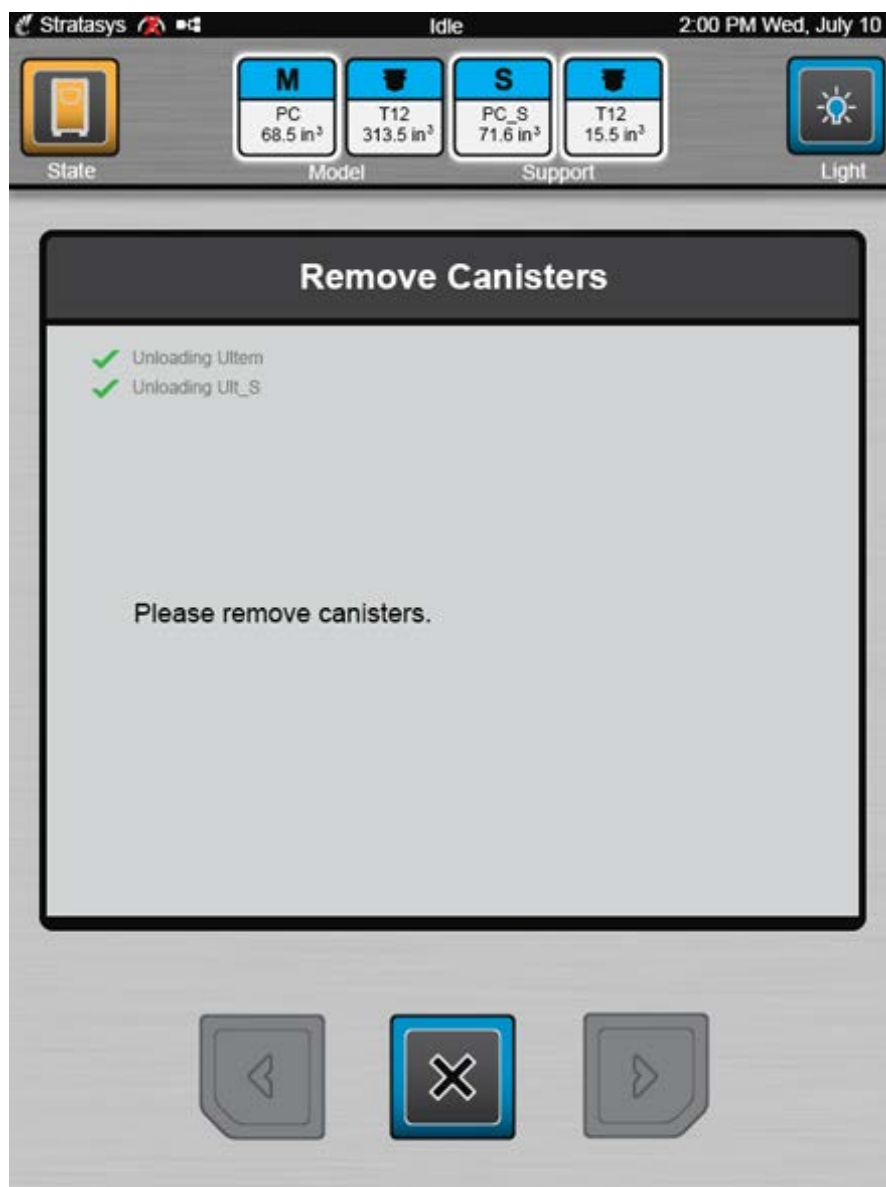 Stratasys Idle 2:00 PM Wed, July 10
M S
PC T12 PC_S T12
68.5 in³ 313.5 in³ 71.6 in³ 15.5 in³
State Model Support Light
Remove Canisters
Unloading Ultem
Unloading Ult_S
Please remove canisters.